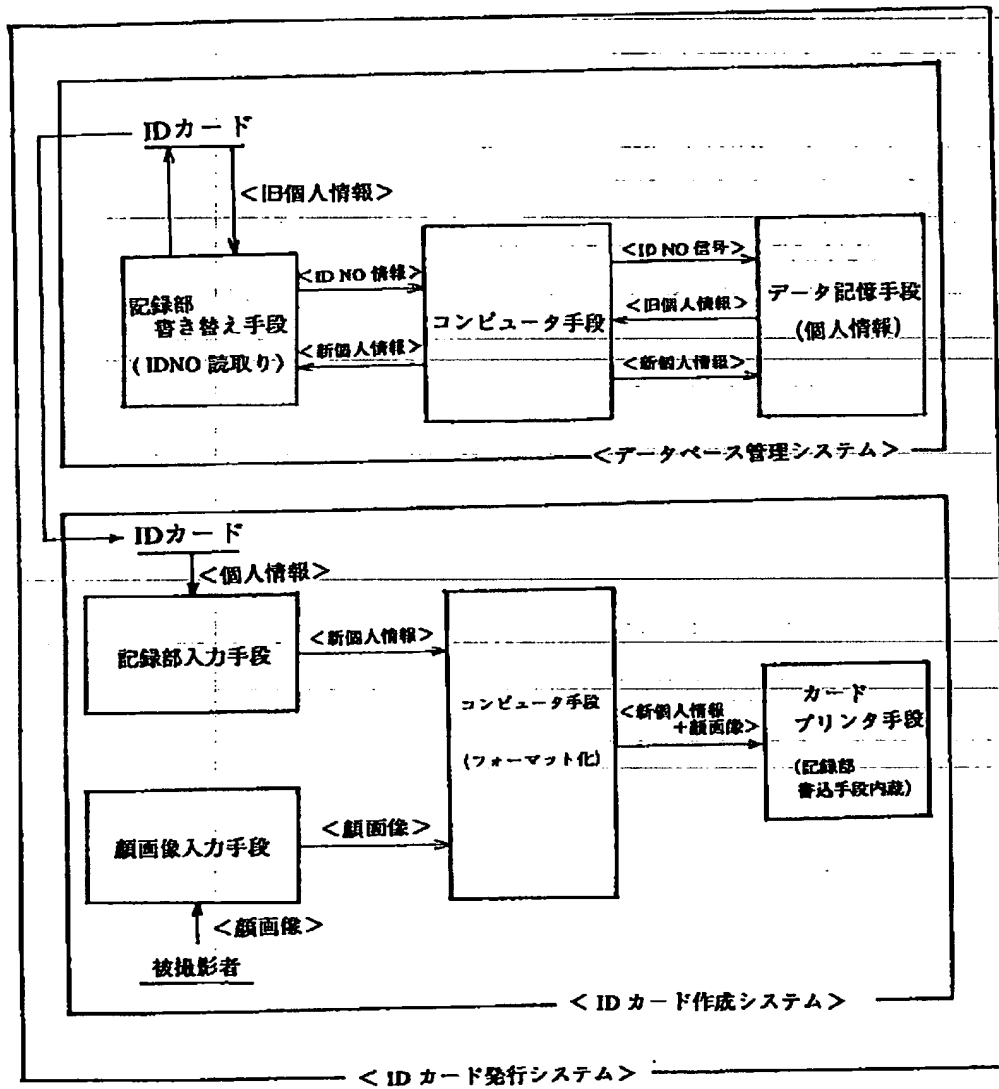 IDカード
<旧個人情報>
記録部
書き替え手段
(IDNO 読取り)
<ID NO 情報>
<新個人情報>
コンピュータ手段
<ID NO 信号>
<旧個人情報>
<新個人情報>
データ記憶手段
(個人情報)
<データベース管理システム>
IDカード
<個人情報>
記録部入力手段
<新個人情報>
コンピュータ手段
(フォーマット化)
<新個人情報
+顔画像>
カード
プリンタ手段
(記録部
書込手段内蔵)
顔画像入力手段
<顔画像>
<顔画像>
被撮影者
<ID カード作成システム>
<ID カード発行システム>